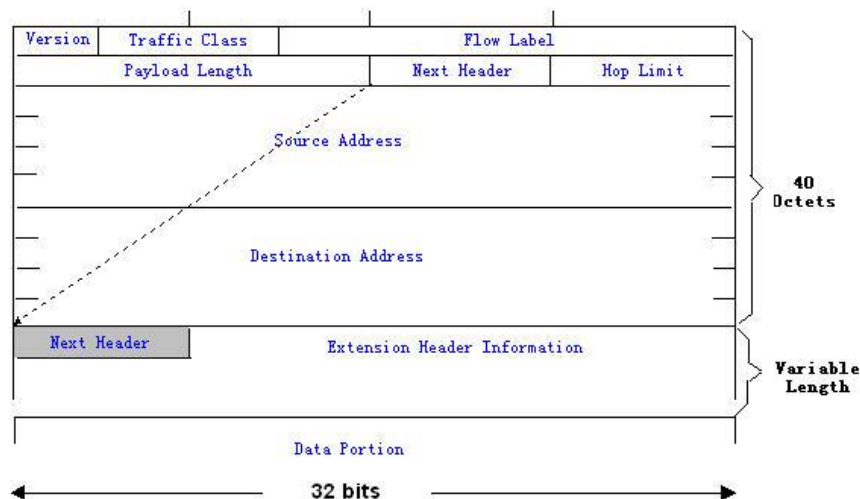 Version Traffic Class Flow Label
Payload Length Next Header Hop Limit
Source Address
40
Octets
Destination Address
Next Header Extension Header Information
Variable
Length
Data Portion
32 bits